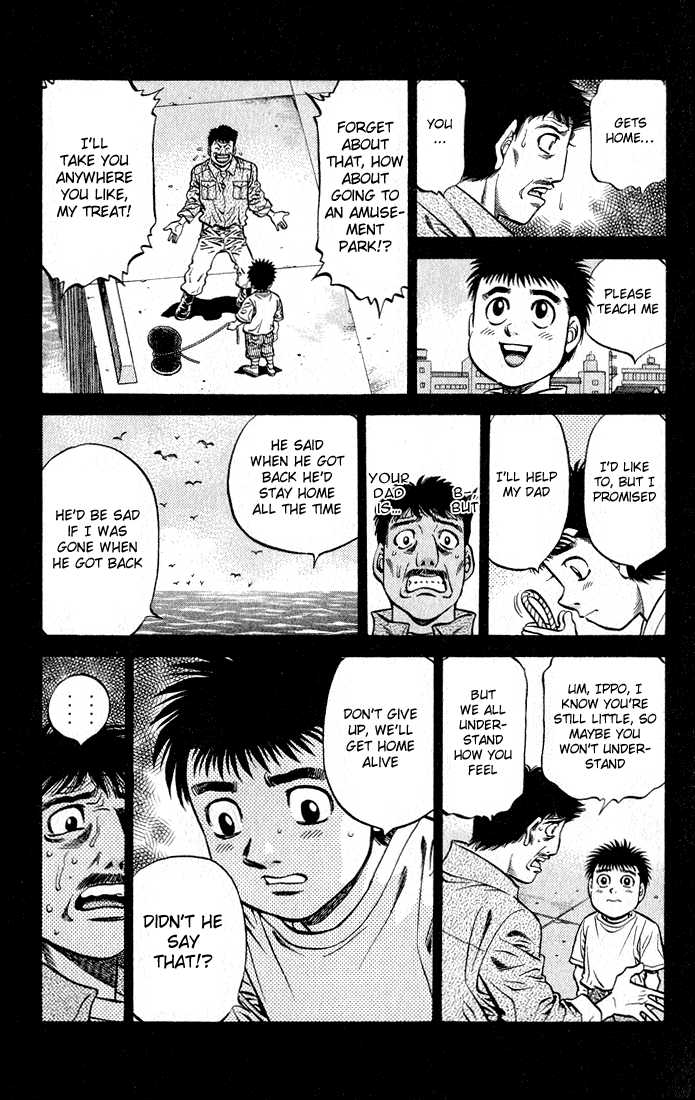 GETS
HOME...
YOU
...
PLEASE
TEACH ME
FORGET
ABOUT
THAT, HOW
ABOUT
GOING TO
AN AMUSE-
MENT
PARK!?
I'LL
TAKE YOU
ANYWHERE
YOU LIKE,
MY TREAT!
I'D LIKE
TO, BUT I
PROMISED
I'LL HELP
MY DAD
B-,
BUT
YOUR
DAD
IS...
HE SAID
WHEN HE GOT
BACK HE'D
STAY HOME
ALL THE TIME
HE'D BE SAD
IF I WAS
GONE WHEN
HE GOT BACK
UM, IPPO, I
KNOW YOU'RE
STILL LITTLE, SO
MAYBE YOU
WON'T UNDER-
STAND
BUT
WE ALL
UNDER-
STAND
HOW YOU
FEEL
DON'T GIVE
UP, WE'LL
GET HOME
ALIVE
DIDN'T HE
SAY
THAT!?
......